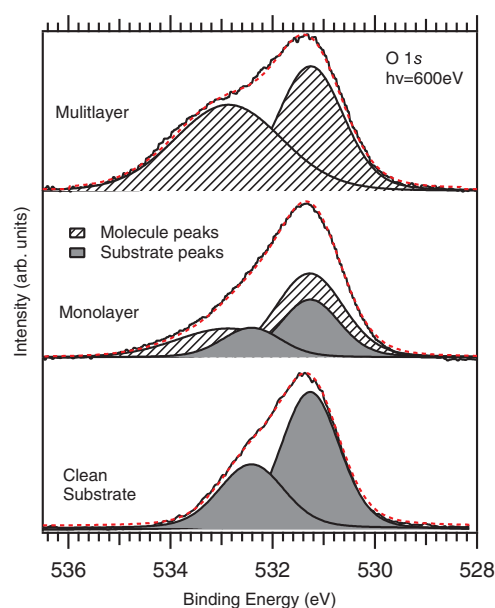 O 1s
hν=600eV
Mulitlayer
Molecule peaks
Substrate peaks
Monolayer
Clean
Substrate
Intensity (arb. units)
536 534 532 531 530 528
Binding Energy (eV)